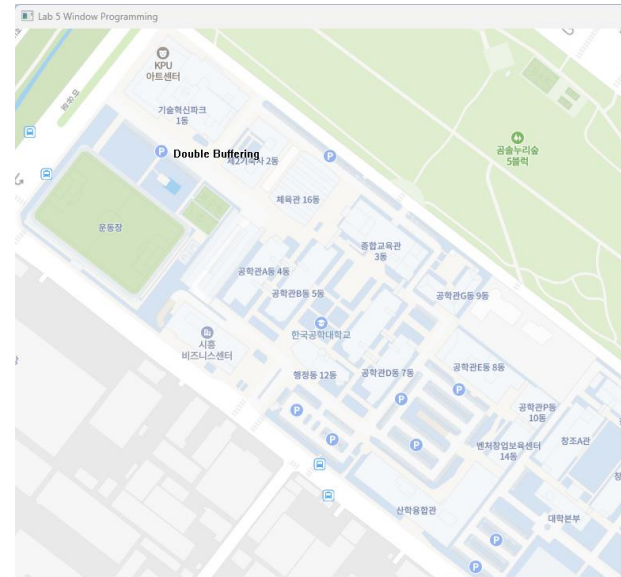 Lab 5 Window Programming
KPU
아트센터
기술혁신파크
1동
Double Buffering
제2기숙사 2동
곰솔누리숲
5블럭
체육관 16동
운동장
종합교육관
3동
공학관A동 4동
공학관B동 5동
공학관G동 9동
시흥
비즈니스센터
한국공학대학교
행정동 12동
공학관D동 7동
공학관E동 8동
공학관P동
10동
벤처창업보육센터
14동
창조A관
산학융합관
대학본부
P
P
P
P
P
P
P
P
P